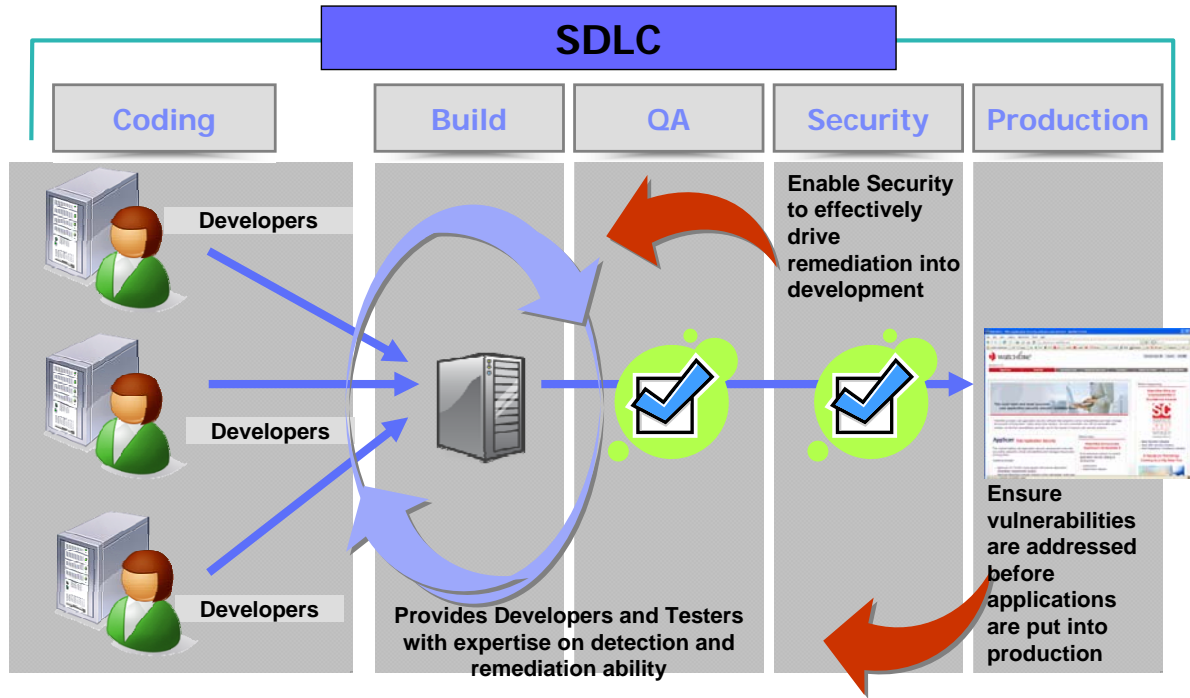 SDLC
Coding
Build
QA
Security
Production
Developers
Developers
Developers
Enable Security
to effectively
drive
remediation into
development
Provides Developers and Testers
with expertise on detection and
remediation ability
Ensure
vulnerabilities
are addressed
before
applications
are put into
production